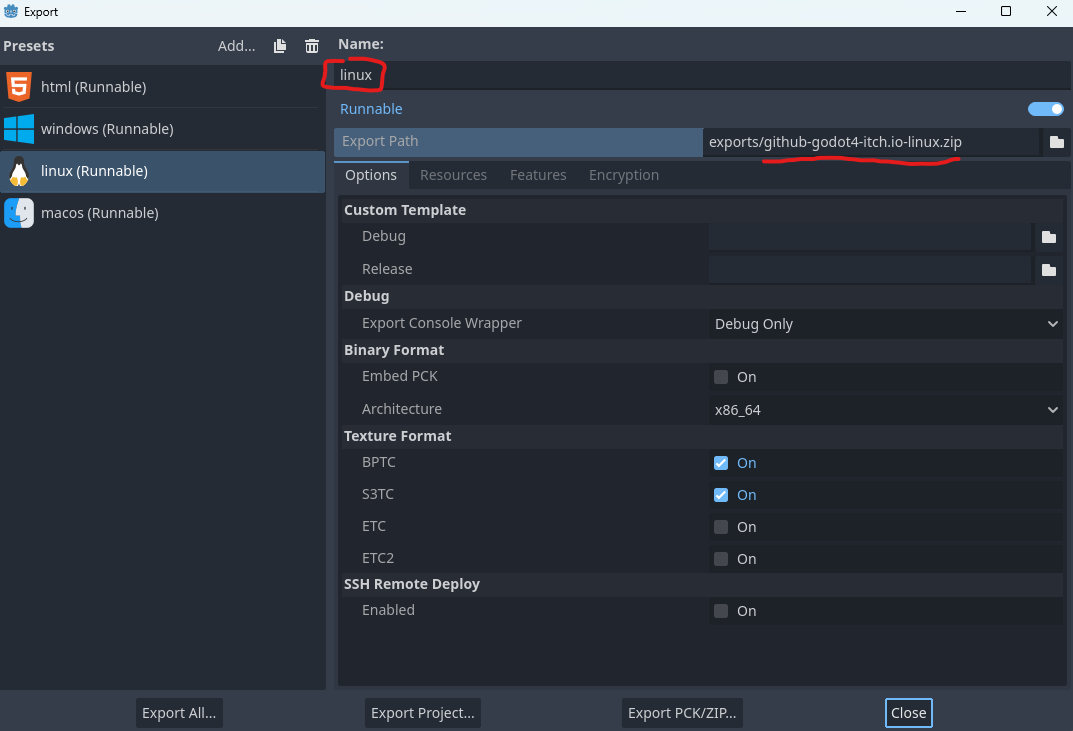 Export
Presets Add... Name:
html (Runnable)
windows (Runnable)
linux (Runnable)
macos (Runnable)
linux
Runnable
Export Path exports/github-godot4-itch.io-linux.zip
Options Resources Features Encryption
Custom Template
Debug
Release
Debug
Export Console Wrapper Debug Only
Binary Format
Embed PCK On
Architecture x86_64
Texture Format
BPTC On
S3TC On
ETC On
ETC2 On
SSH Remote Deploy
Enabled On
Export All... Export Project... Export PCK/ZIP... Close